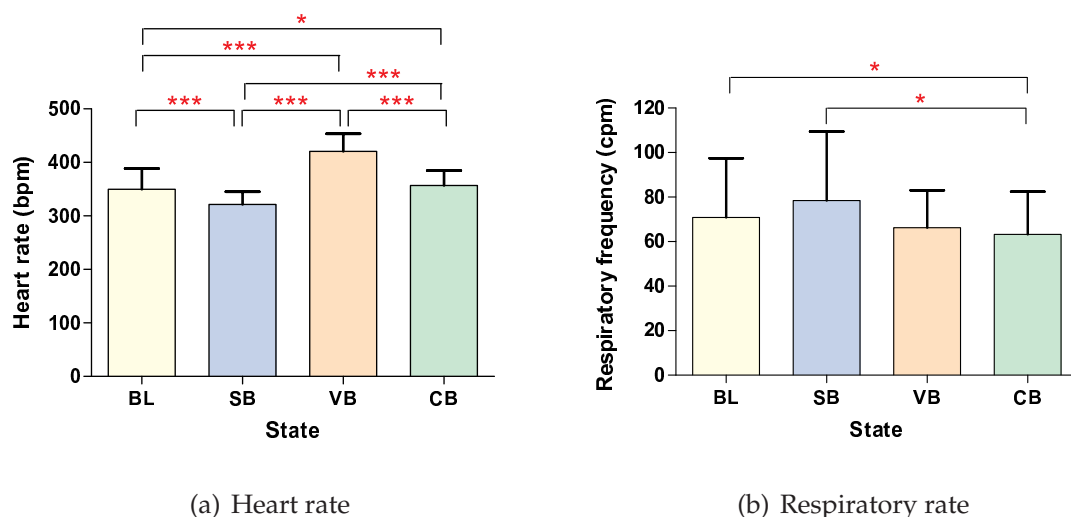 *
***
***
*** *** ***
500
400
300
200
100
0
Heart rate (bpm)
BL SB VB CB
State
(a) Heart rate
*
*
120
100
80
60
40
20
0
Respiratory frequency (cpm)
BL SB VB CB
State
(b) Respiratory rate